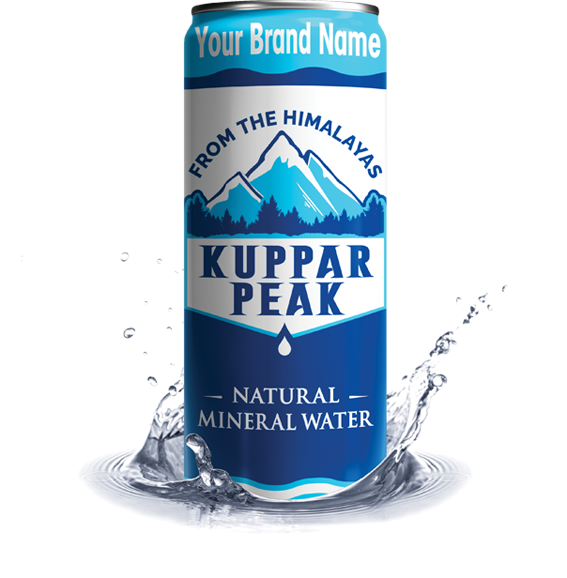 Your Brand Name
FROM THE HIMALAYAS
KUPPAR
PEAK
NATURAL
MINERAL WATER